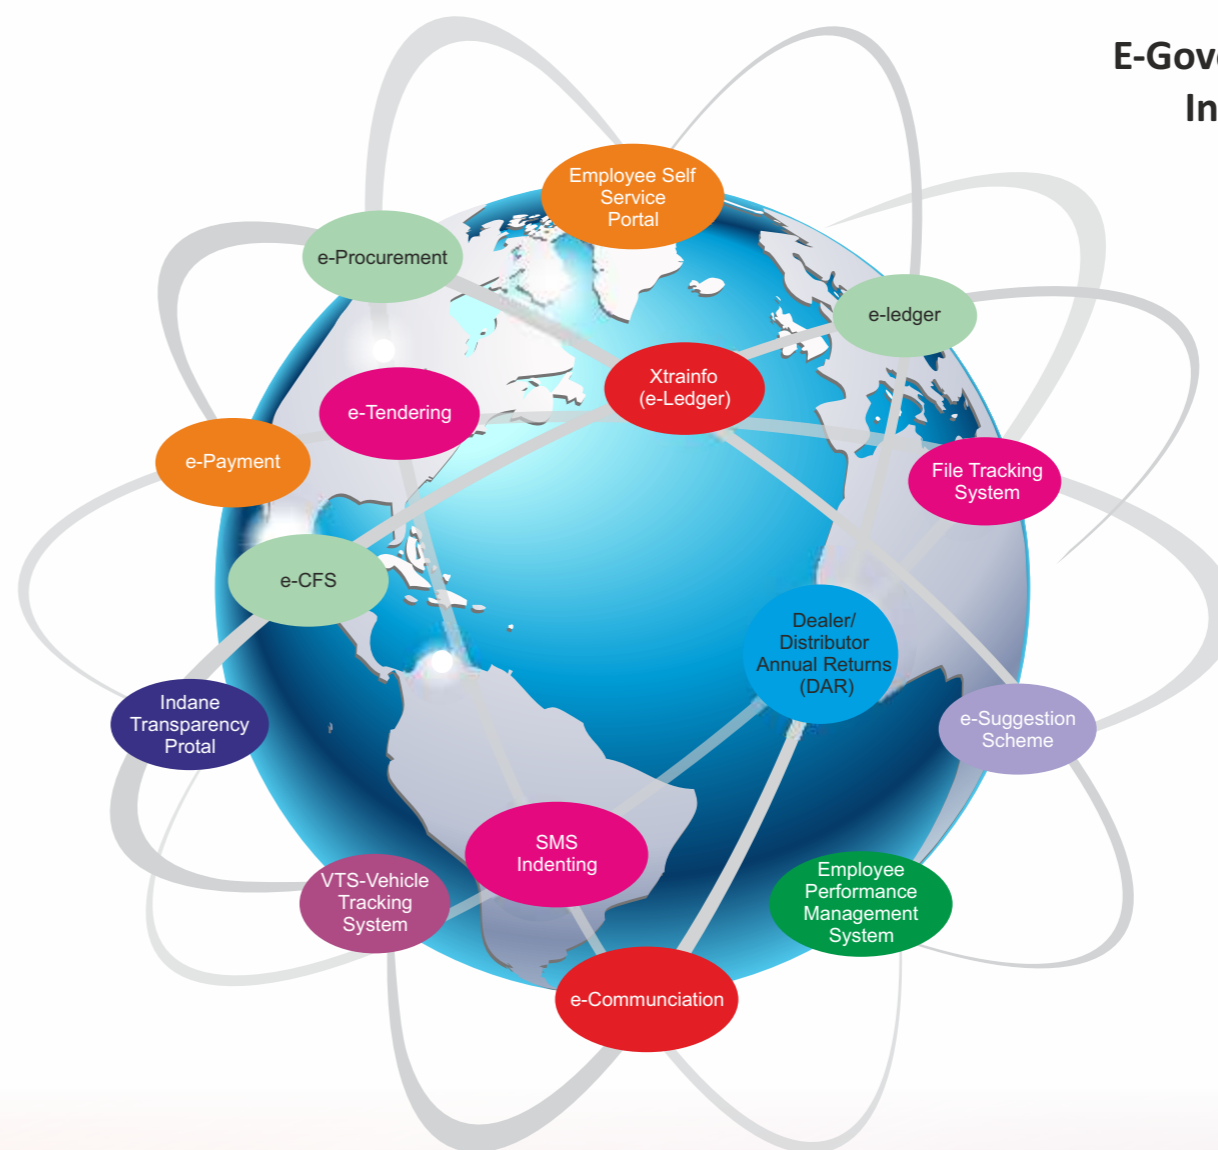 E-Gov
In
Employee Self
Service
Portal
e-Procurement
e-ledger
Xtrainfo
(e-Ledger)
e-Tendering
e-Payment
File Tracking
System
e-CFS
Dealer/
Distributor
Annual Returns
(DAR)
Indane
Transparency
Protal
e-Suggestion
Scheme
SMS
Indenting
VTS-Vehicle
Tracking
System
Employee
Performance
Management
System
e-Communciation